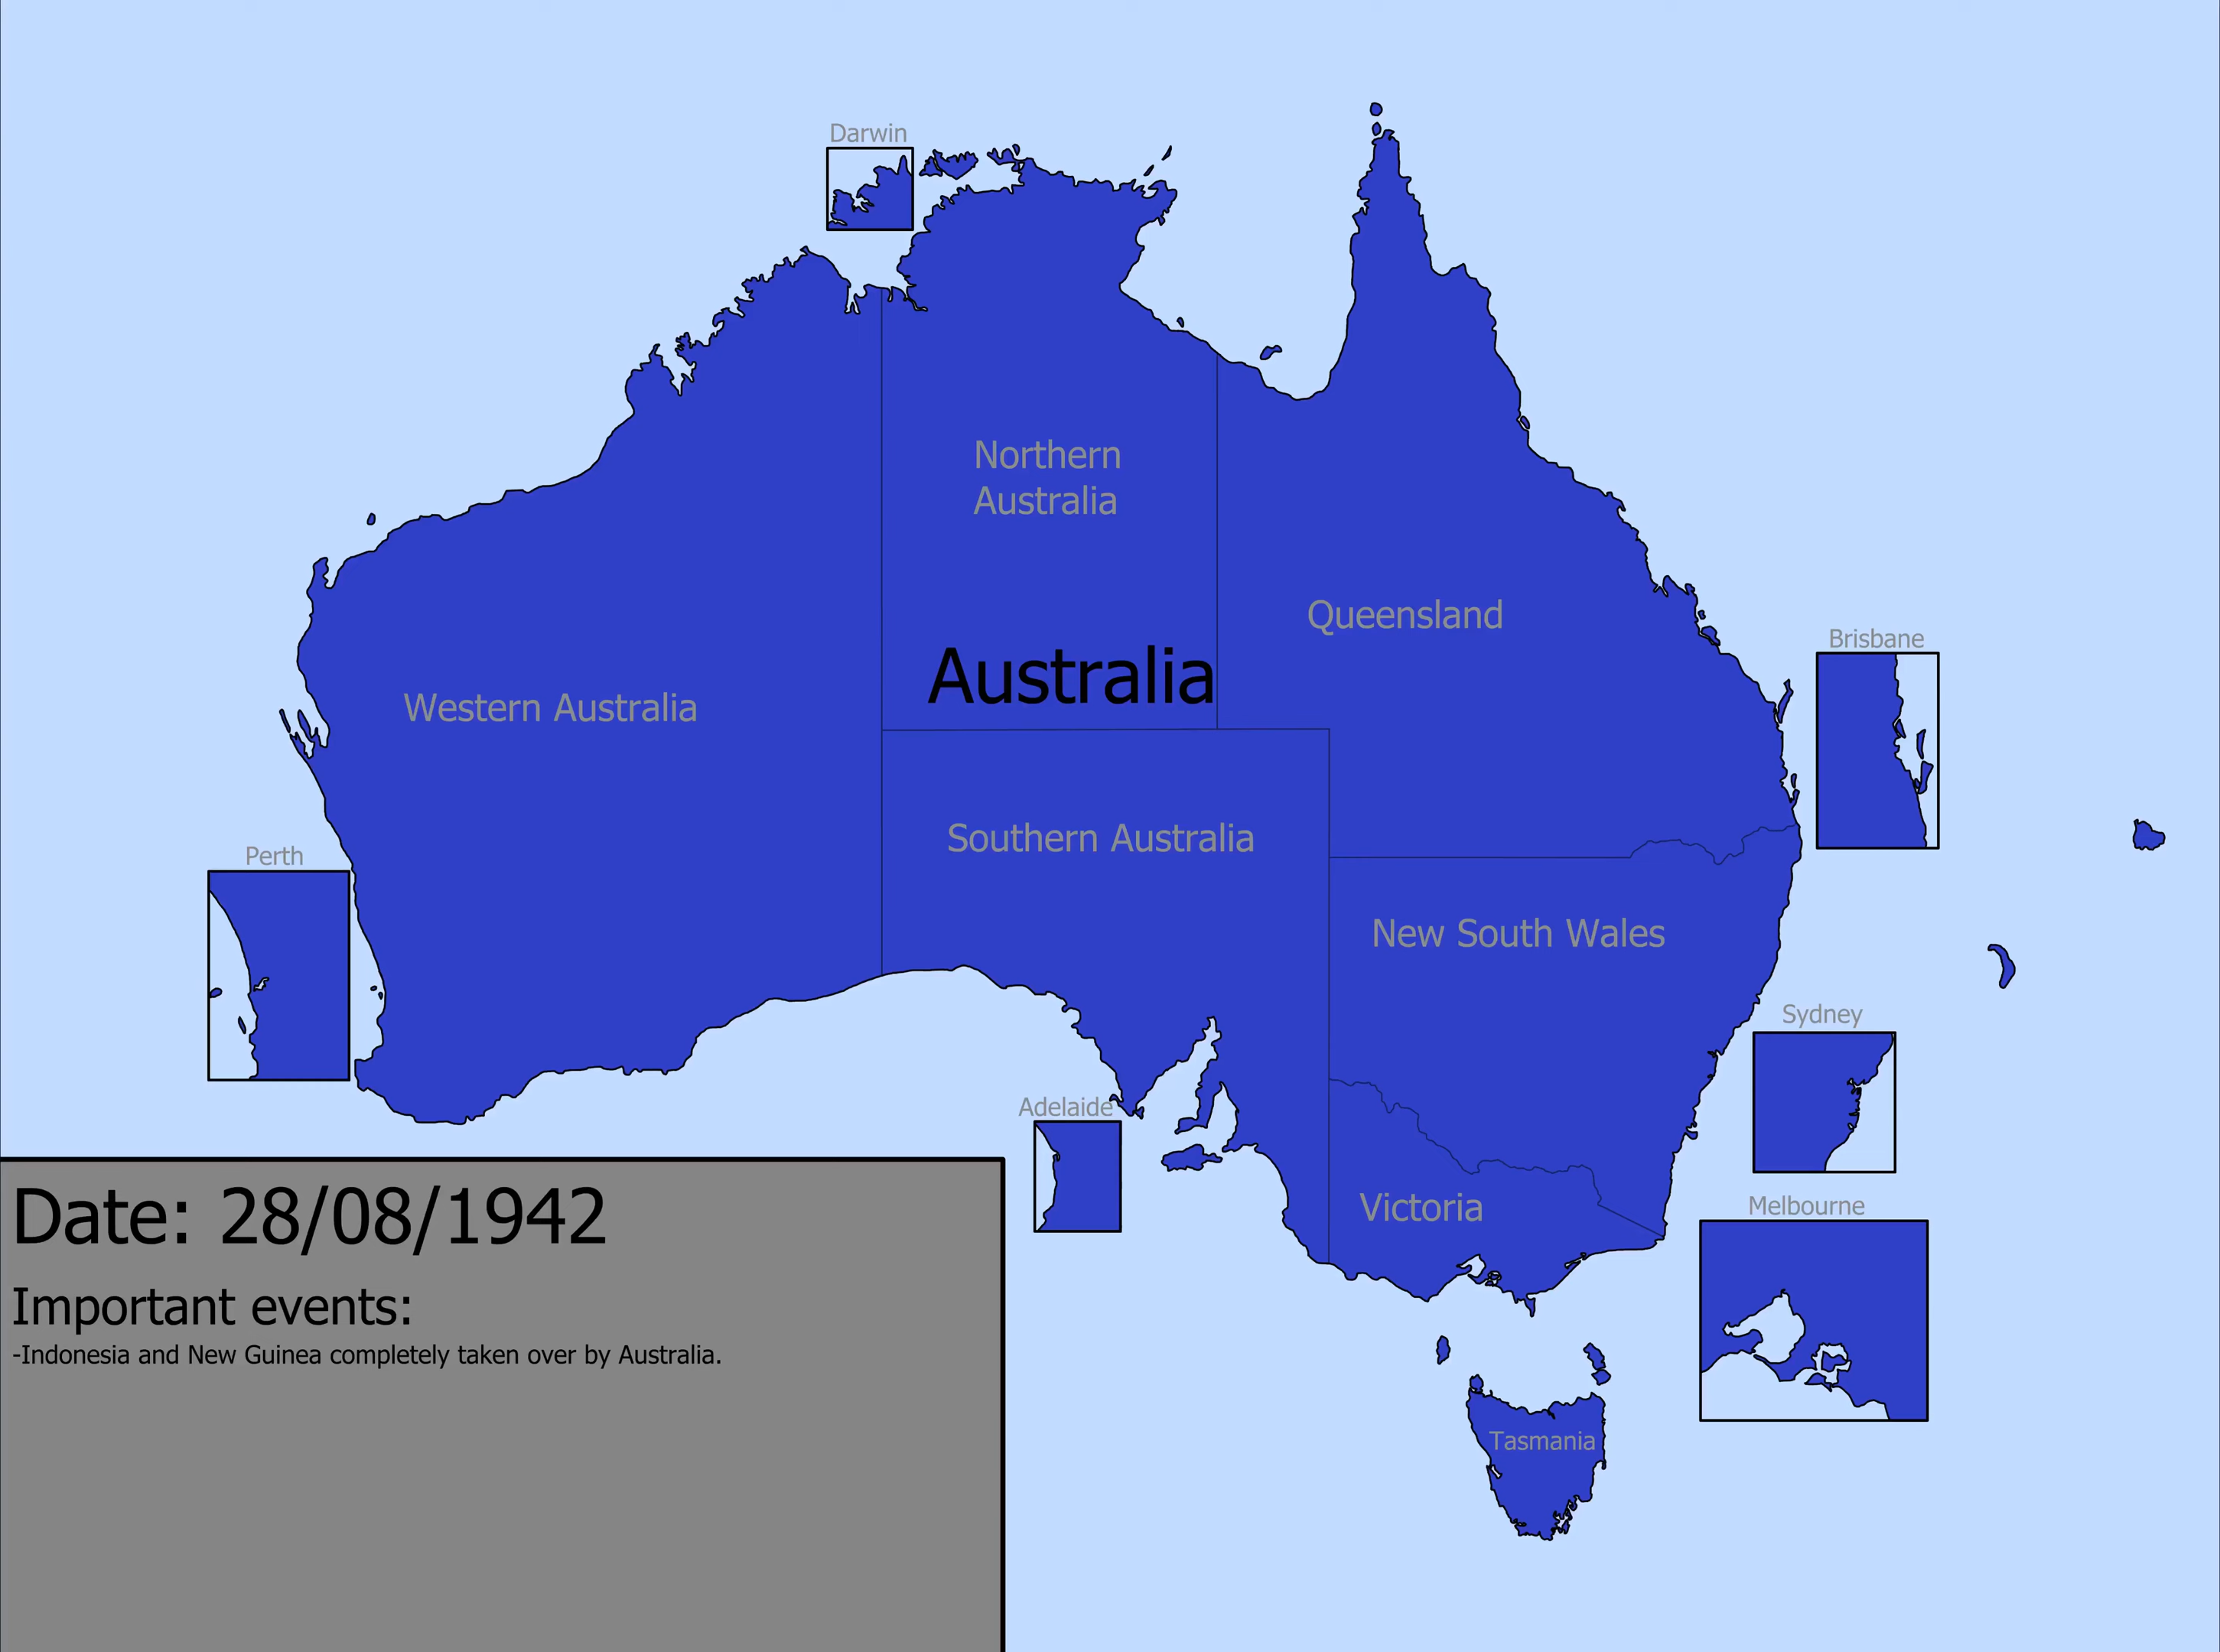 Darwin
Northern
Australia
Queensland
Brisbane
Australia
Western Australia
Southern Australia
Perth
New South Wales
Sydney
Adelaide
Victoria
Melbourne
Tasmania
Date: 28/08/1942
Important events:
-Indonesia and New Guinea completely taken over by Australia.